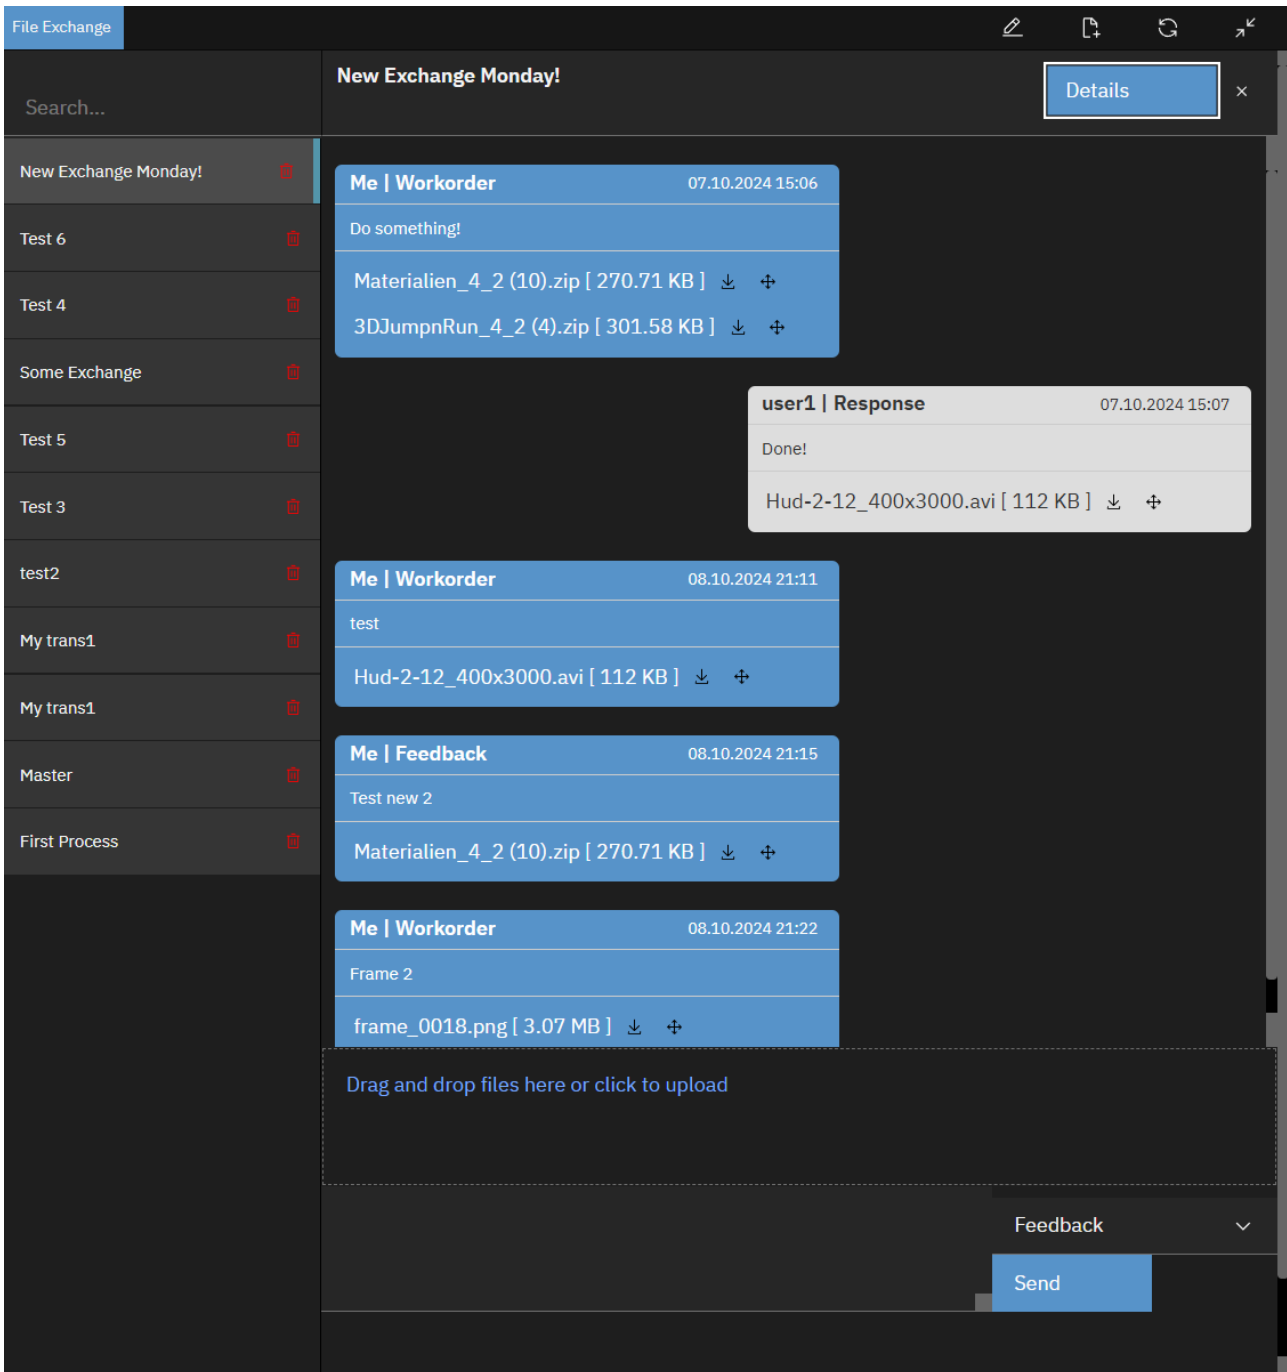 File Exchange
Search...
New Exchange Monday!
Test 6
Test 4
Some Exchange
Test 5
Test 3
test2
My trans1
My trans1
Master
First Process
New Exchange Monday!
Details
Me | Workorder 07.10.2024 15:06
Do something!
Materialien_4_2 (10).zip [ 270.71 KB ]
3DJumpnRun_4_2 (4).zip [ 301.58 KB ]
user1 | Response 07.10.2024 15:07
Done!
Hud-2-12_400x3000.avi [ 112 KB ]
Me | Workorder 08.10.2024 21:11
test
Hud-2-12_400x3000.avi [ 112 KB ]
Me | Feedback 08.10.2024 21:15
Test new 2
Materialien_4_2 (10).zip [ 270.71 KB ]
Me | Workorder 08.10.2024 21:22
Frame 2
frame_0018.png [ 3.07 MB ]
Drag and drop files here or click to upload
Feedback
Send